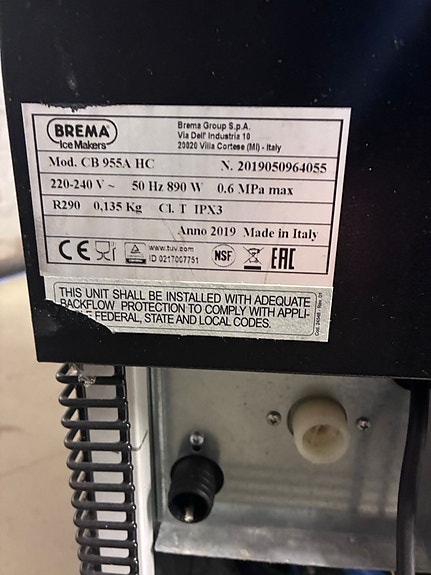 BREMA
Ice Makers
Brema Group S.p.A.
Via Dell' Industria 10
20020 Villa Cortese (MI) - Italy
Mod. CB 955A HC N. 2019050964055
220-240 V ~ 50 Hz 890 W 0.6 MPa max
R290 0,135 Kg Cl. T IPX3
Anno 2019 Made in Italy
CE www.tuv.com
ID 0217007751 NSF EAC
THIS UNIT SHALL BE INSTALLED WITH ADEQUATE
BACKFLOW PROTECTION TO COMPLY WITH APPLI-
FEDERAL, STATE AND LOCAL CODES.